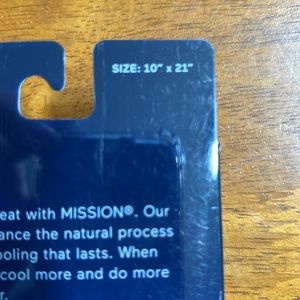 SIZE: 10" x 21"
eat with MISSION®. Our
ance the natural process
ooling that lasts. When
cool more and do more
r.